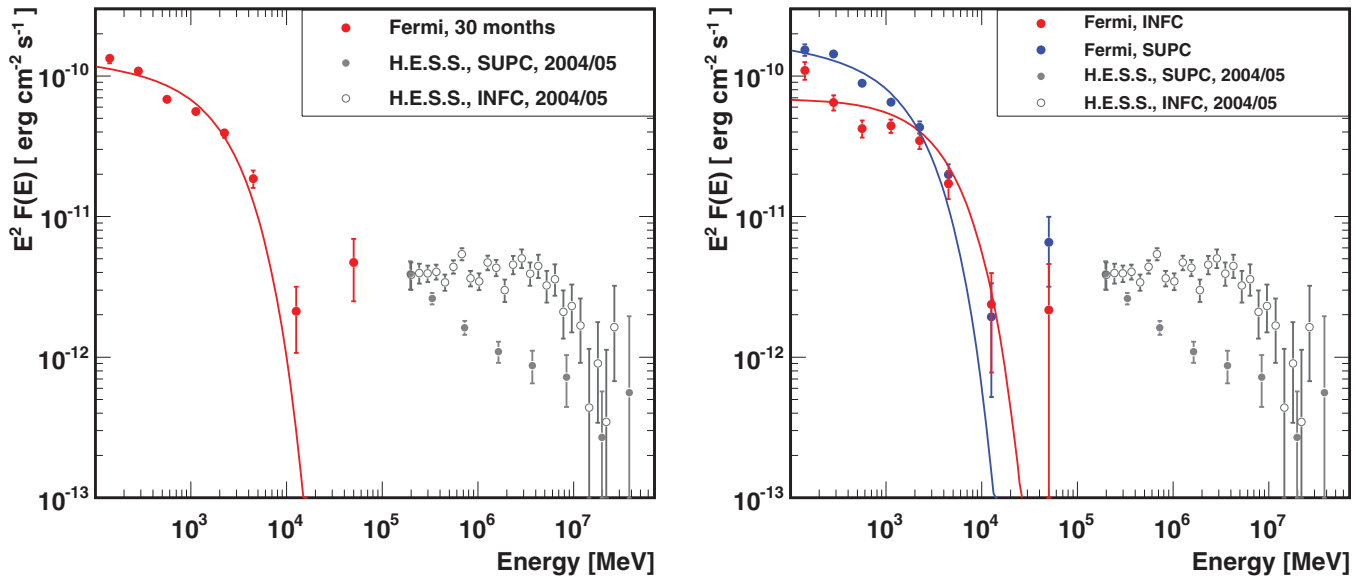 E² F(E) [ erg cm⁻² s⁻¹ ]
10⁻¹⁰
10⁻¹¹
10⁻¹²
10⁻¹³
Fermi, 30 months
H.E.S.S., SUPC, 2004/05
H.E.S.S., INFC, 2004/05
10³ 10⁴ 10⁵ 10⁶ 10⁷
Energy [MeV]
E² F(E) [ erg cm⁻² s⁻¹ ]
10⁻¹⁰
10⁻¹¹
10⁻¹²
10⁻¹³
Fermi, INFC
Fermi, SUPC
H.E.S.S., SUPC, 2004/05
H.E.S.S., INFC, 2004/05
10³ 10⁴ 10⁵ 10⁶ 10⁷
Energy [MeV]